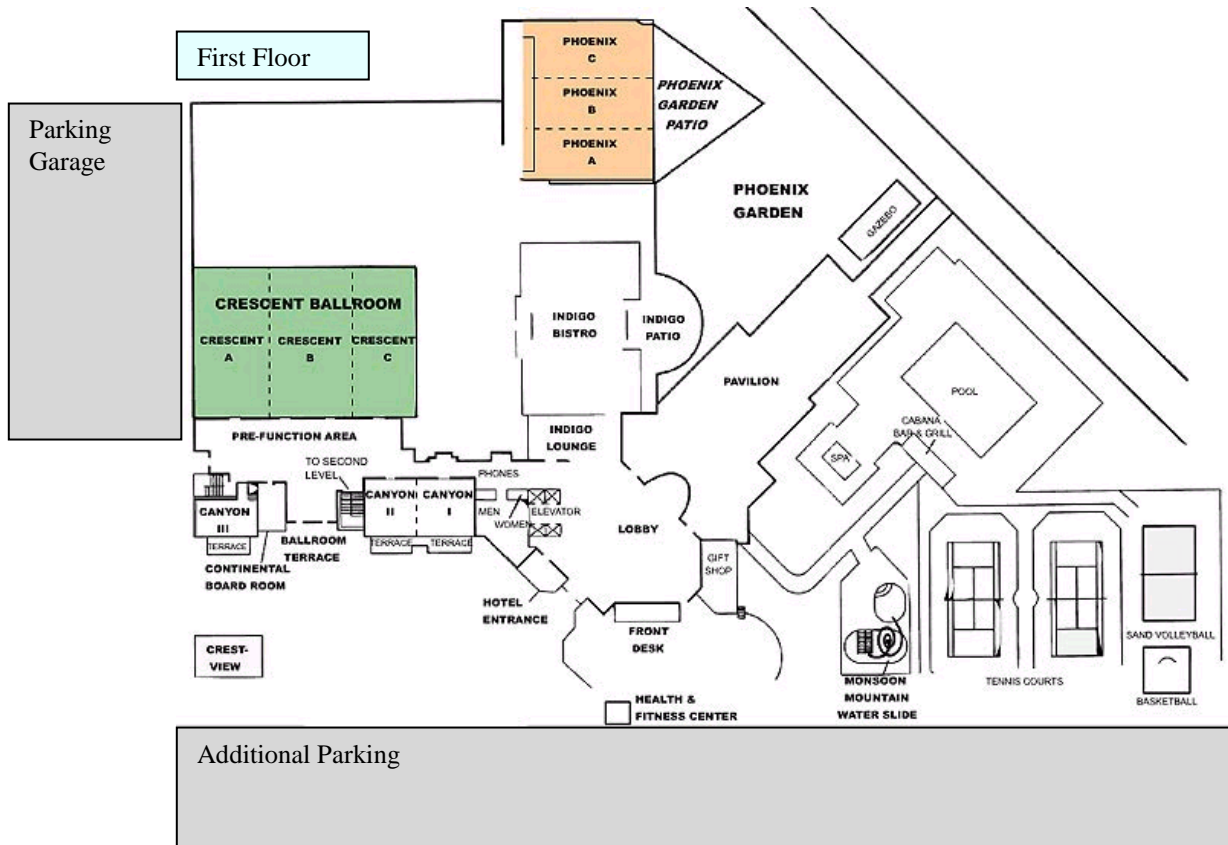 First Floor
Parking
Garage
PHOENIX
C
PHOENIX
B
PHOENIX
A
PHOENIX
GARDEN
PATIO
PHOENIX
GARDEN
GAZEBO
CRESCENT BALLROOM
CRESCENT
A
CRESCENT
B
CRESCENT
C
INDIGO
BISTRO
INDIGO
PATIO
PAVILION
POOL
CABANA
BAR & GRILL
SPA
PRE-FUNCTION AREA
INDIGO
LOUNGE
TO SECOND
LEVEL
PHONES
CANYON
III
TERRACE
CANYON
II
CANYON
I
TERRACE
TERRACE
MEN
WOMEN
ELEVATOR
LOBBY
BALLROOM
TERRACE
CONTINENTAL
BOARD ROOM
GIFT
SHOP
HOTEL
ENTRANCE
FRONT
DESK
CREST-
VIEW
HEALTH &
FITNESS CENTER
MONSOON
MOUNTAIN
WATER SLIDE
TENNIS COURTS
SAND VOLLEYBALL
BASKETBALL
Additional Parking